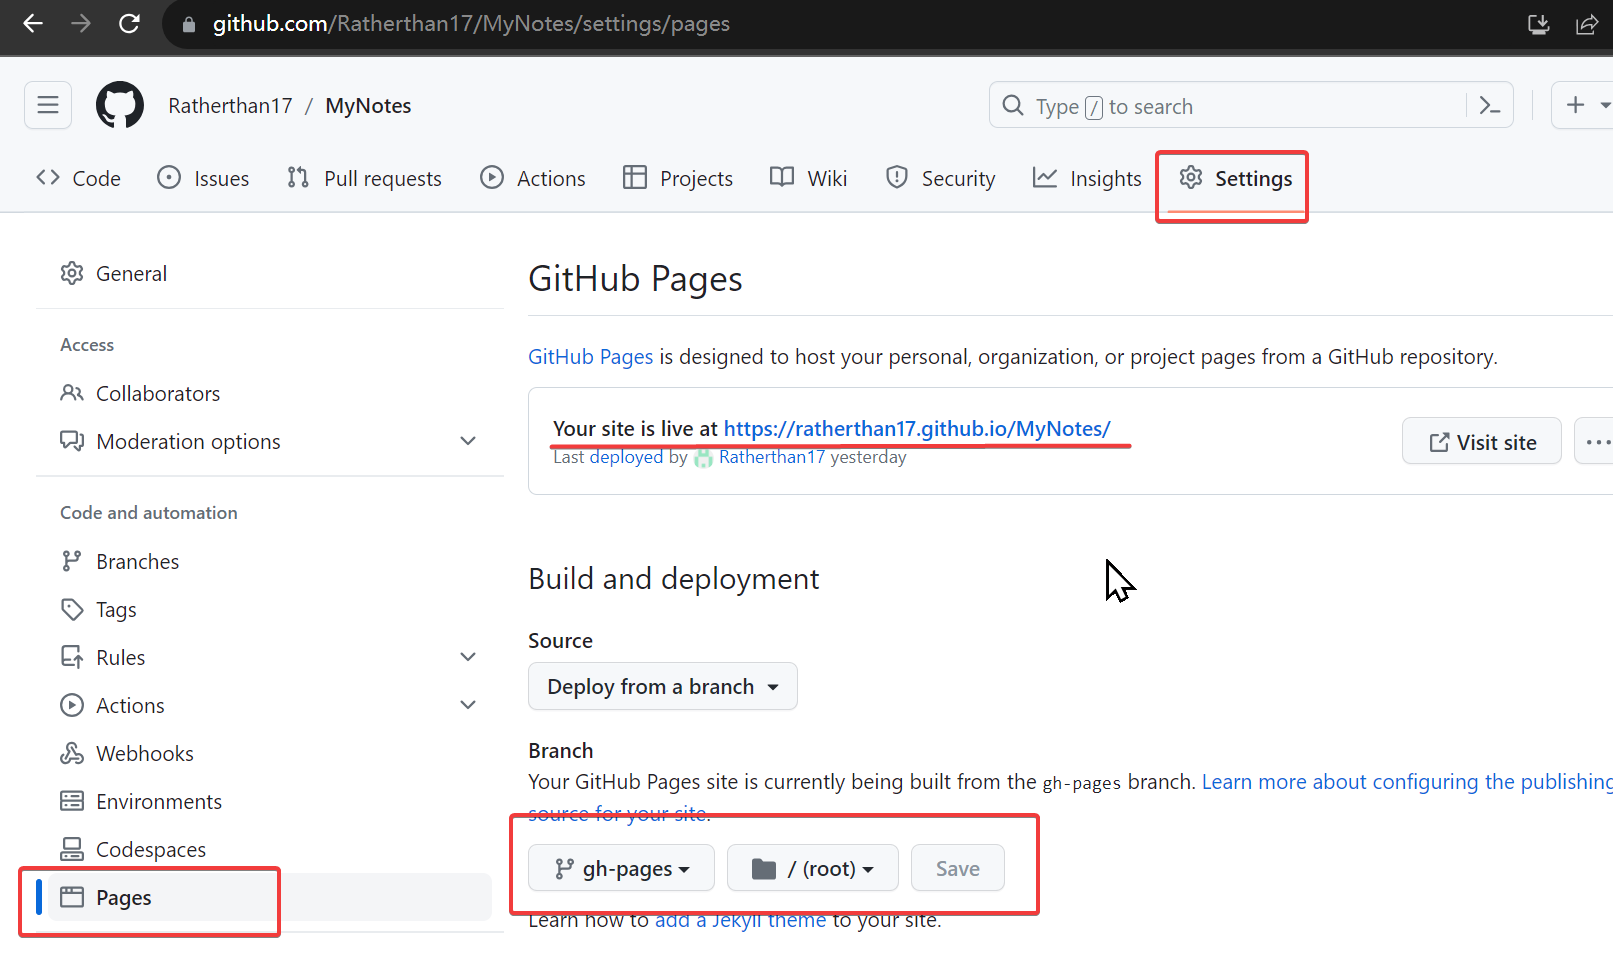 github.com/Ratherthan17/MyNotes/settings/pages
Ratherthan17 / MyNotes
Type / to search
Code Issues Pull requests Actions Projects Wiki Security Insights Settings
General
Access
Collaborators
Moderation options
Code and automation
Branches
Tags
Rules
Actions
Webhooks
Environments
Codespaces
Pages
GitHub Pages
GitHub Pages is designed to host your personal, organization, or project pages from a GitHub repository.
Your site is live at https://ratherthan17.github.io/MyNotes/
Last deployed by Ratherthan17 yesterday
Visit site
Build and deployment
Source
Deploy from a branch
Branch
Your GitHub Pages site is currently being built from the gh-pages branch. Learn more about configuring the publishing
source for your site.
gh-pages / (root) Save
Learn how to add a Jekyll theme to your site.